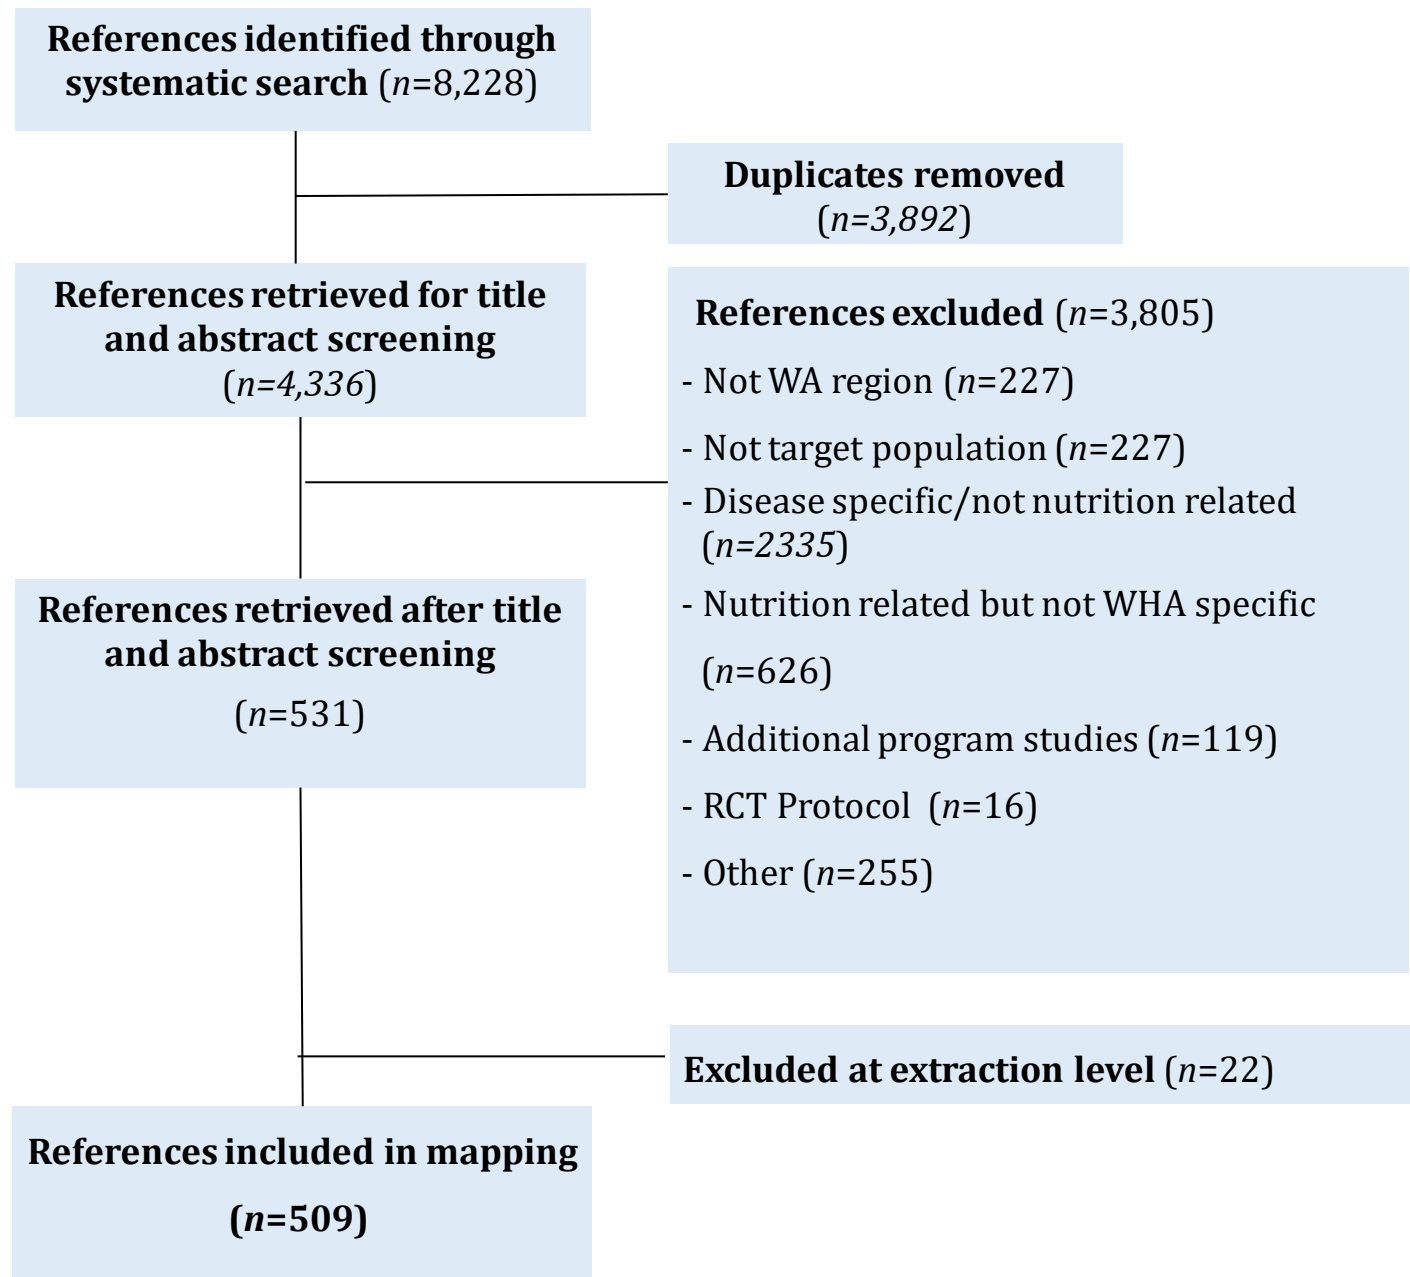 References identified through
systematic search (n=8,228)
Duplicates removed
(n=3,892)
References retrieved for title
and abstract screening
(n=4,336)
References excluded (n=3,805)
- Not WA region (n=227)
- Not target population (n=227)
- Disease specific/not nutrition related
(n=2335)
- Nutrition related but not WHA specific
(n=626)
- Additional program studies (n=119)
- RCT Protocol (n=16)
- Other (n=255)
References retrieved after title
and abstract screening
(n=531)
Excluded at extraction level (n=22)
References included in mapping
(n=509)